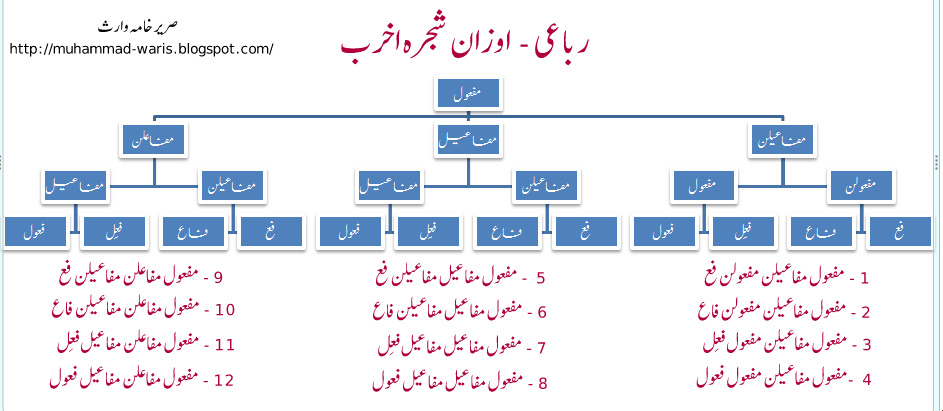 رباعی - اوزان شجرہ اخرب
صریر خامہ وارث
http://muhammad-waris.blogspot.com/
مفعول
مفاعیلن
مفاعیل
مفاعلن
مفعولن
مفعول
مفاعیلن
مفاعیل
مفاعیلن
مفاعیل
فع
فاع
فعِل
فعول
فع
فاع
فعِل
فعول
فع
فاع
فعِل
فعول
1 - مفعول مفاعیلن مفعولن فع
2 - مفعول مفاعیلن مفعولن فاع
3 - مفعول مفاعیلن مفعول فعِل
4 -مفعول مفاعیلن مفعول فعول
5 - مفعول مفاعیل مفاعیلن فع
6 - مفعول مفاعیل مفاعیلن فاع
7 - مفعول مفاعیل مفاعیل فعِل
8 - مفعول مفاعیل مفاعیل فعول
9 - مفعول مفاعلن مفاعیلن فع
10 - مفعول مفاعلن مفاعیلن فاع
11 - مفعول مفاعلن مفاعیل فعِل
12 - مفعول مفاعلن مفاعیل فعول